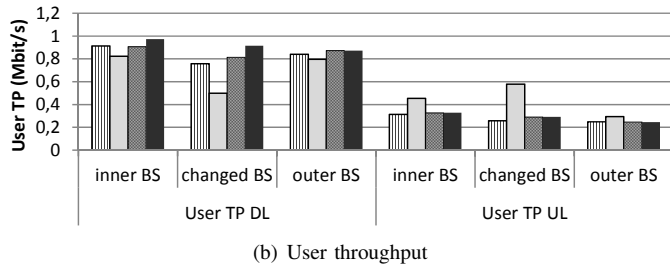 User TP (Mbit/s)
1,2
1
0,8
0,6
0,4
0,2
0
inner BS changed BS outer BS inner BS changed BS outer BS
User TP DL User TP UL
(b) User throughput